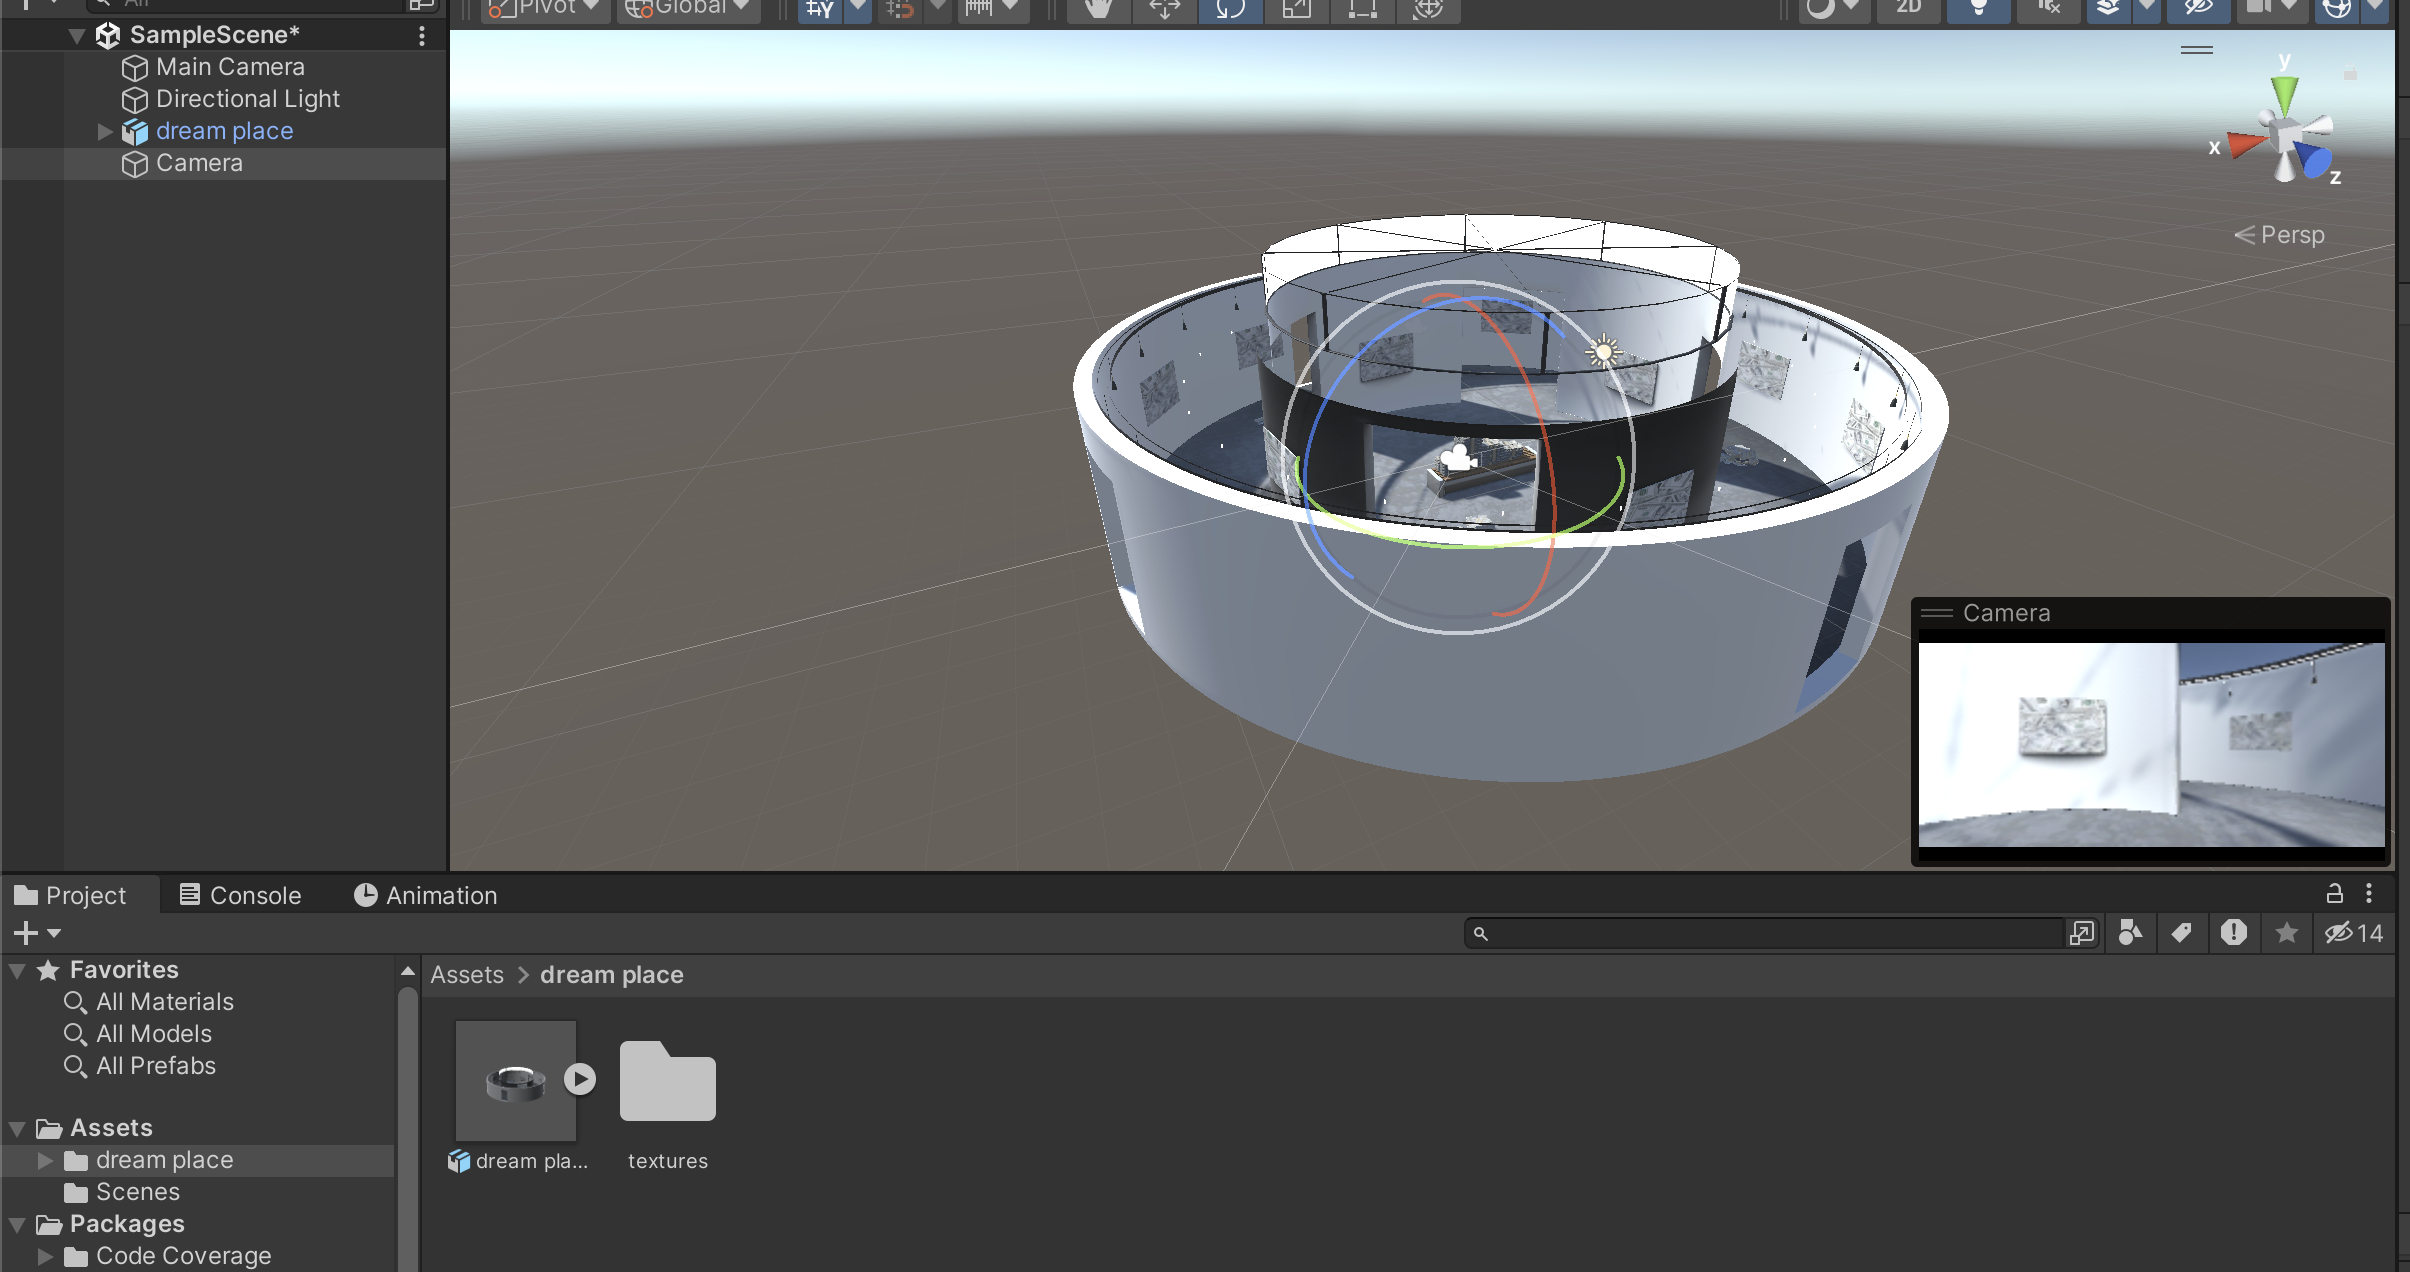 All
SampleScene*
Main Camera
Directional Light
dream place
Camera
Pivot
Global
2D
y
x
z
Persp
Camera
Project
Console
Animation
14
Favorites
All Materials
All Models
All Prefabs
Assets
dream place
Scenes
Packages
Code Coverage
Assets > dream place
dream pla...
textures